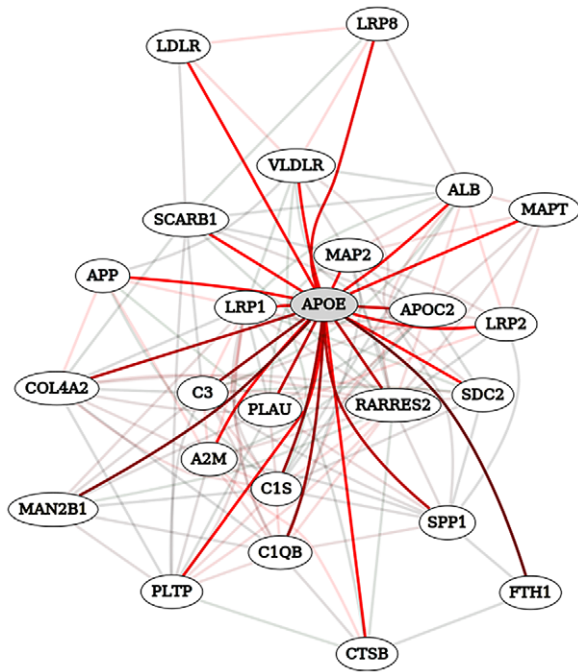 LRP8
LDLR
VLDLR
ALB
MAPT
SCARB1
MAP2
APP
LRP1
APOE
APOC2
LRP2
COL4A2
C3
PLAU
RARRES2
SDC2
A2M
C1S
MAN2B1
SPP1
C1QB
PLTP
FTH1
CTSB